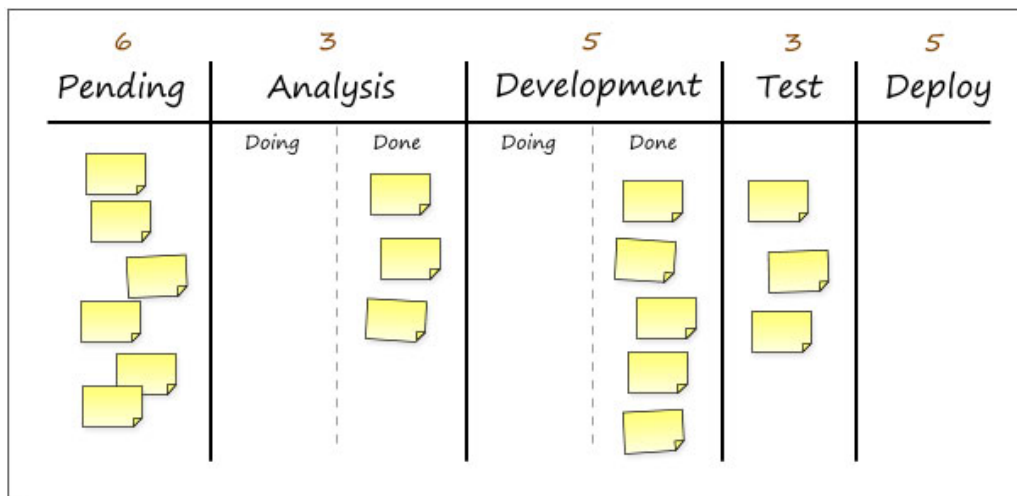 6 3 5 3 5
Pending Analysis Development Test Deploy
Doing Done Doing Done